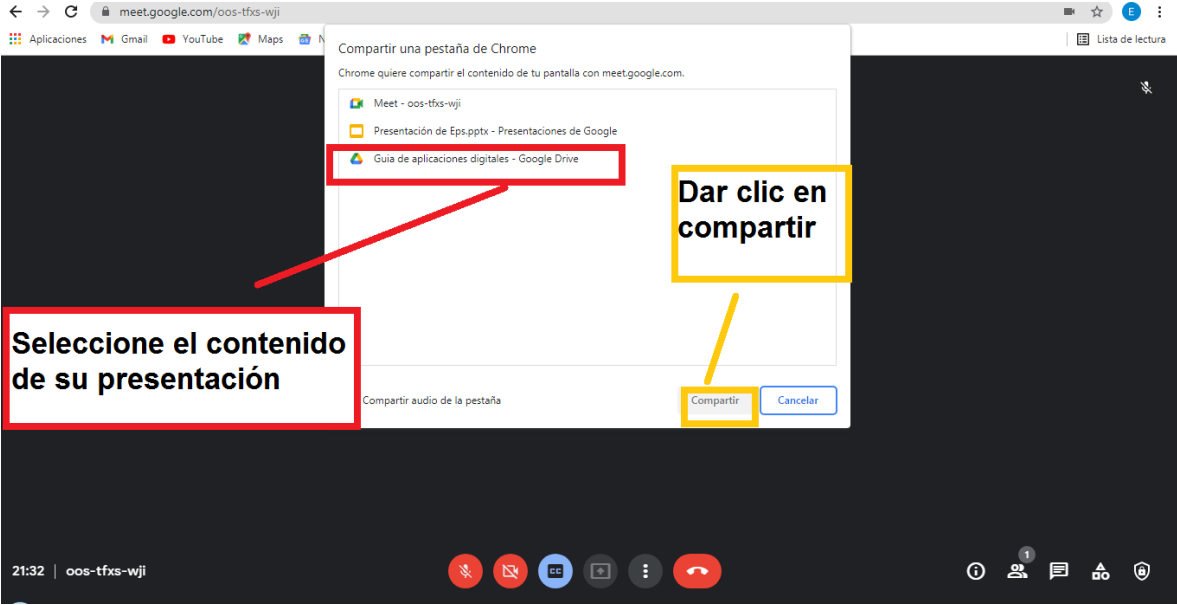 meet.google.com/oos-tfxs-wji
E
Aplicaciones Gmail YouTube Maps N
Lista de lectura
Compartir una pestaña de Chrome
Chrome quiere compartir el contenido de tu pantalla con meet.google.com.
Meet - oos-tfxs-wji
Presentación de Eps.pptx - Presentaciones de Google
Guia de aplicaciones digitales - Google Drive
Dar clic en
compartir
Seleccione el contenido
de su presentación
Compartir audio de la pestaña
Compartir Cancelar
21:32 | oos-tfxs-wji
CC
1